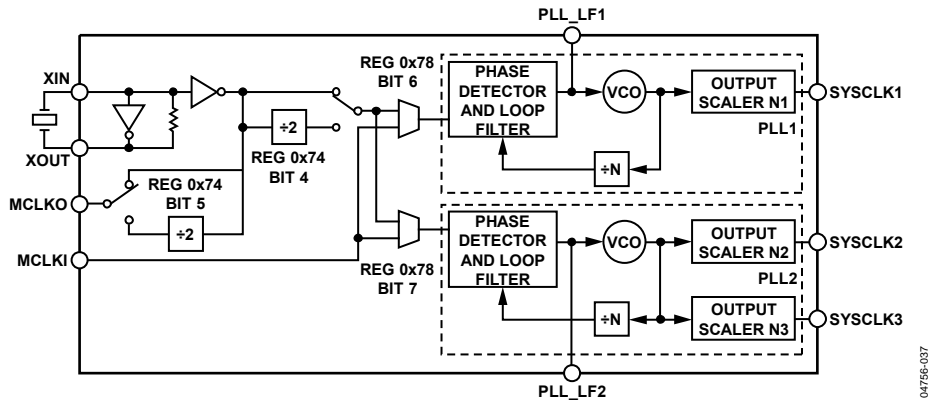 PLL_LF1
XIN
XOUT
MCLKO
MCLKI
REG 0x78
BIT 6
÷2
REG 0x74
BIT 4
REG 0x74
BIT 5
÷2
REG 0x78
BIT 7
PHASE
DETECTOR
AND LOOP
FILTER
VCO
OUTPUT
SCALER N1
SYSCLK1
PLL1
÷N
PHASE
DETECTOR
AND LOOP
FILTER
VCO
OUTPUT
SCALER N2
SYSCLK2
PLL2
÷N
OUTPUT
SCALER N3
SYSCLK3
PLL_LF2
04756-037